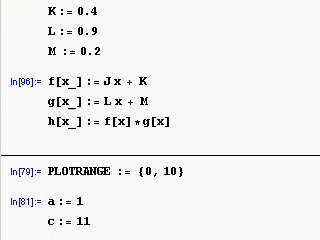 K := 0.4
L := 0.9
M := 0.2
In[96]:= f[x_] := J x + K
g[x_] := L x + M
h[x_] := f[x] * g[x]
In[79]:= PLOTRANGE := {0, 10}
In[81]:= a := 1
c := 11